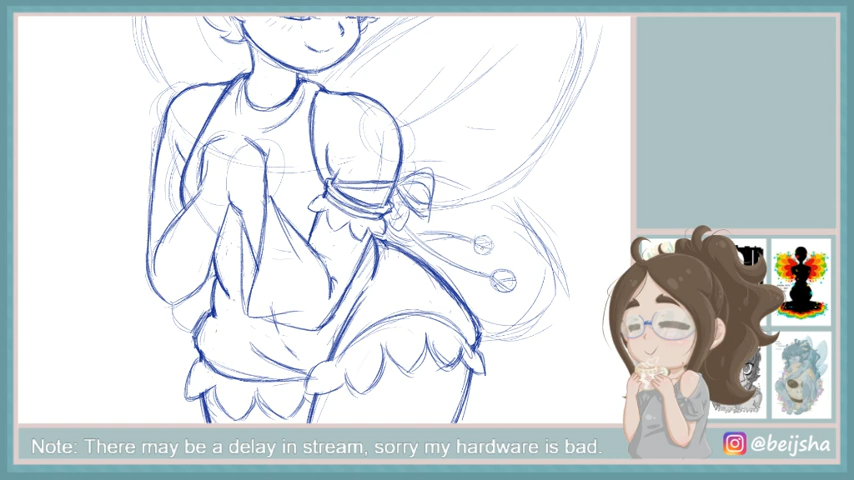 Note: There may be a delay in stream, sorry my hardware is bad.
@beijsha